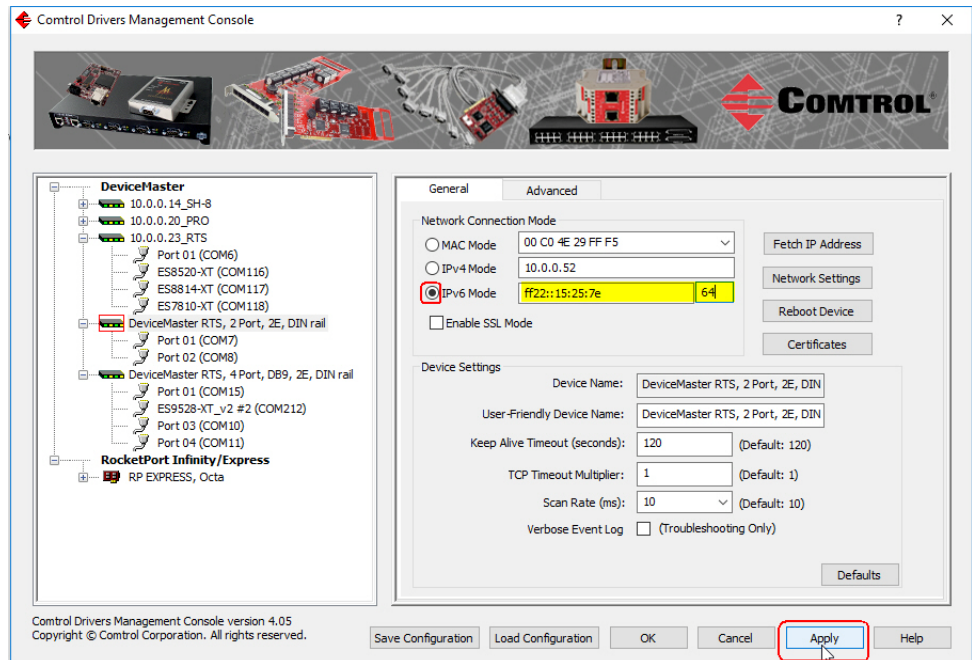 Comtrol Drivers Management Console
?
COMTROL®
DeviceMaster
10.0.0.14_SH-8
10.0.0.20_PRO
10.0.0.23_RTS
Port 01 (COM6)
ES8520-XT (COM116)
ES8814-XT (COM117)
ES7810-XT (COM118)
DeviceMaster RTS, 2 Port, 2E, DIN rail
Port 01 (COM7)
Port 02 (COM8)
DeviceMaster RTS, 4 Port, DB9, 2E, DIN rail
Port 01 (COM15)
ES9528-XT_v2 #2 (COM212)
Port 03 (COM10)
Port 04 (COM11)
RocketPort Infinity/Express
RP EXPRESS, Octa
General Advanced
Network Connection Mode
MAC Mode 00 C0 4E 29 FF F5
IPv4 Mode 10.0.0.52
IPv6 Mode ff22::15:25:7e 64
Enable SSL Mode
Fetch IP Address
Network Settings
Reboot Device
Certificates
Device Settings
Device Name: DeviceMaster RTS, 2 Port, 2E, DIN
User-Friendly Device Name: DeviceMaster RTS, 2 Port, 2E, DIN
Keep Alive Timeout (seconds): 120 (Default: 120)
TCP Timeout Multiplier: 1 (Default: 1)
Scan Rate (ms): 10 (Default: 10)
Verbose Event Log (Troubleshooting Only)
Defaults
Comtrol Drivers Management Console version 4.05
Copyright © Comtrol Corporation. All rights reserved.
Save Configuration Load Configuration OK Cancel Apply Help